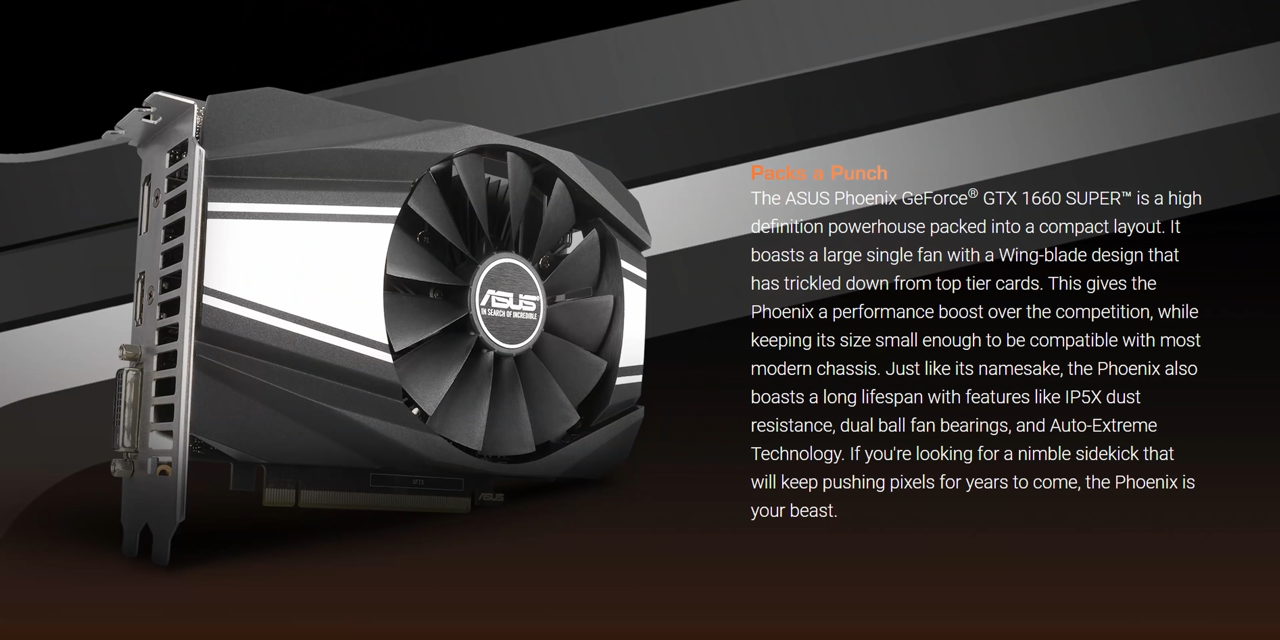 ASUS
IN SEARCH OF INCREDIBLE
ASUS
Packs a Punch
The ASUS Phoenix GeForce® GTX 1660 SUPER™ is a high
definition powerhouse packed into a compact layout. It
boasts a large single fan with a Wing-blade design that
has trickled down from top tier cards. This gives the
Phoenix a performance boost over the competition, while
keeping its size small enough to be compatible with most
modern chassis. Just like its namesake, the Phoenix also
boasts a long lifespan with features like IP5X dust
resistance, dual ball fan bearings, and Auto-Extreme
Technology. If you're looking for a nimble sidekick that
will keep pushing pixels for years to come, the Phoenix is
your beast.